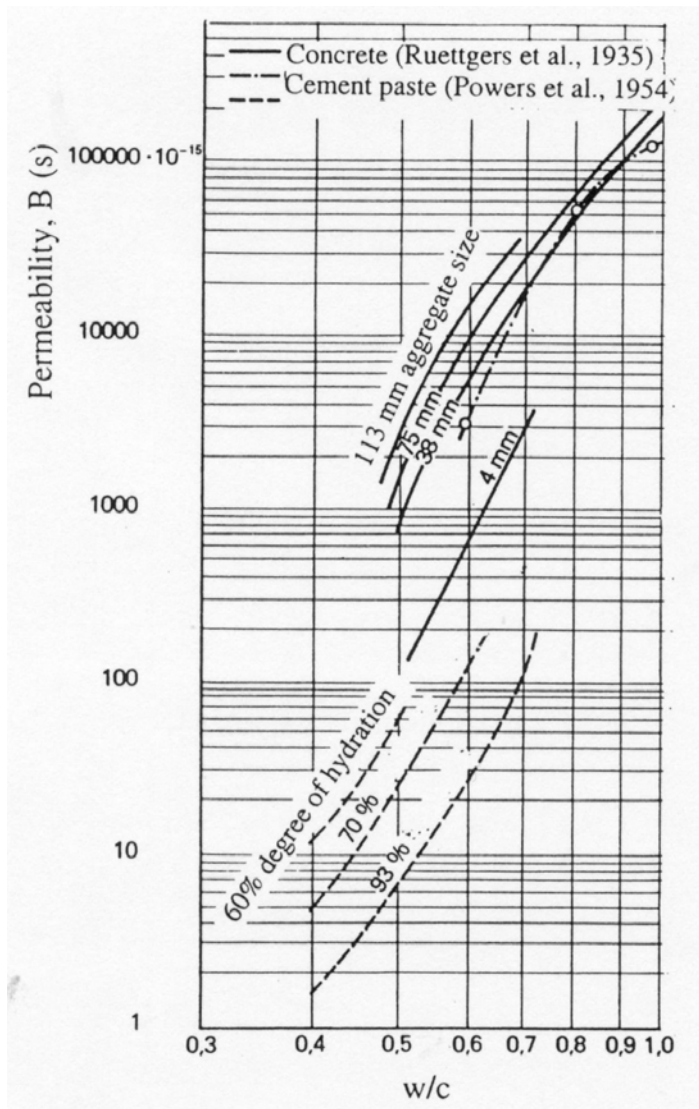 Concrete (Ruettgers et al., 1935)
Cement paste (Powers et al., 1954
Permeability, B (s)
100000 · 10⁻¹⁵
10000
1000
100
10
1
113 mm aggregate size
75 mm
38 mm
4 mm
60% degree of hydration
70 %
93 %
0,3
0,4
0,5
0,6
0,7
0,8
0,9
1,0
w/c